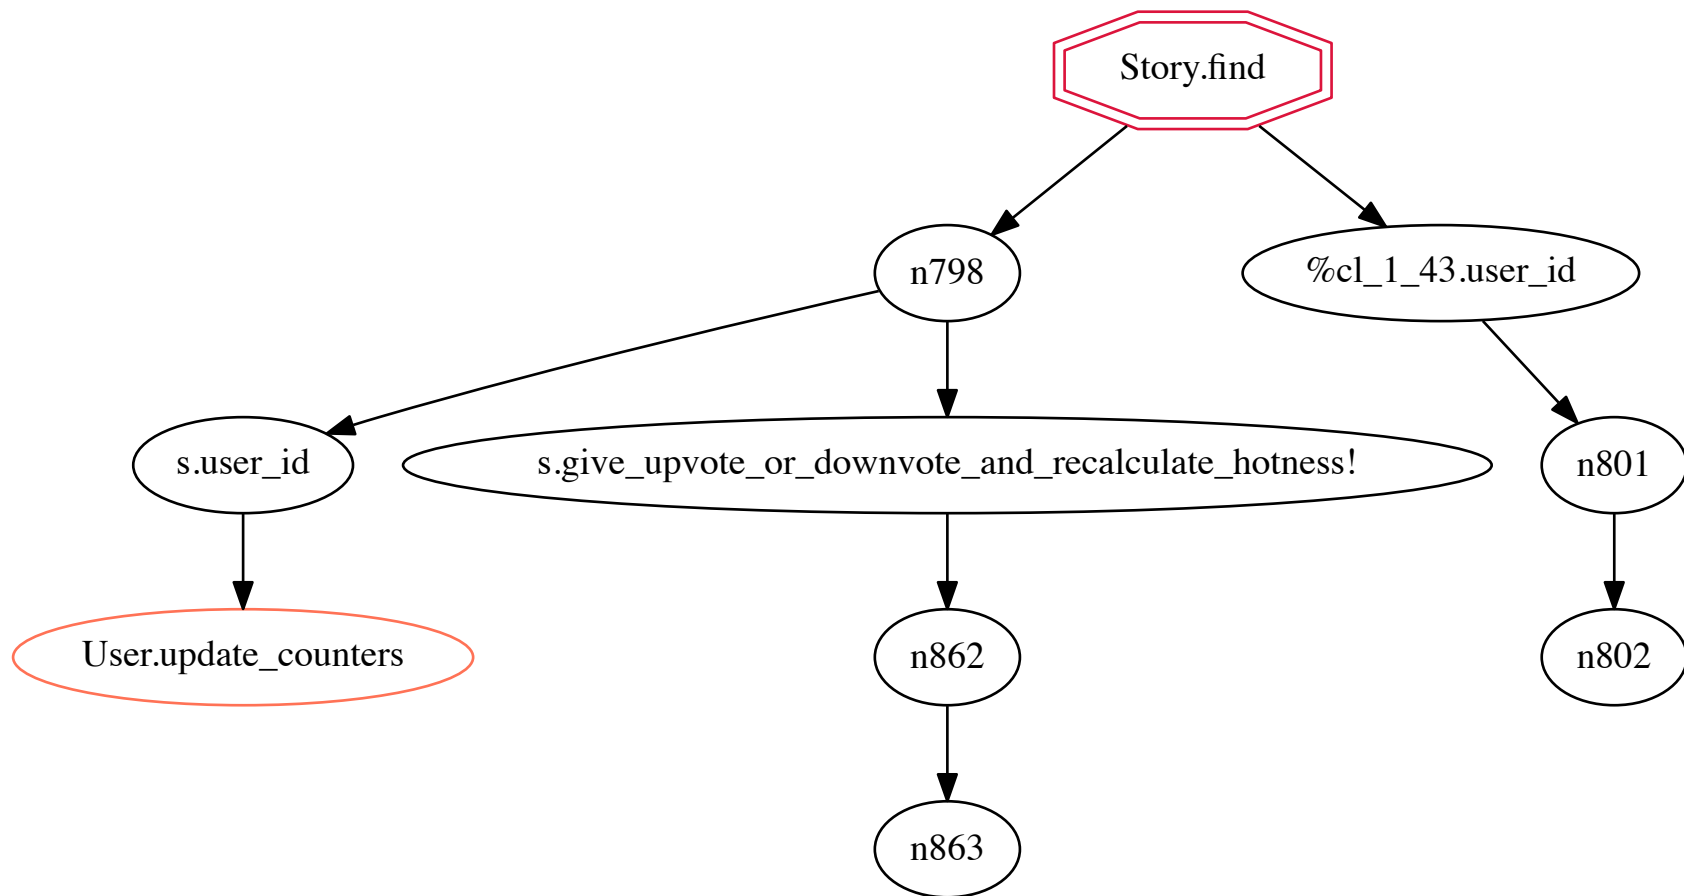 Story.find
n798
%cl_1_43.user_id
s.user_id
s.give_upvote_or_downvote_and_recalculate_hotness!
n801
User.update_counters
n862
n802
n863